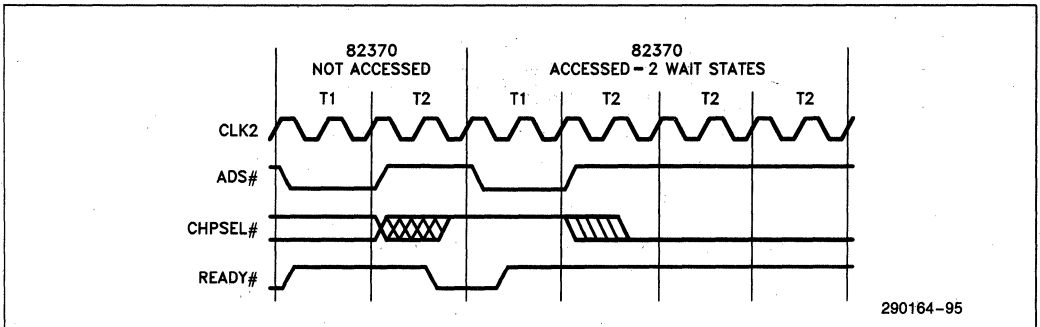 82370
NOT ACCESSED
82370
ACCESSED – 2 WAIT STATES
T1 T2 T1 T2 T2 T2
CLK2
ADS#
CHPSEL#
READY#
290164-95